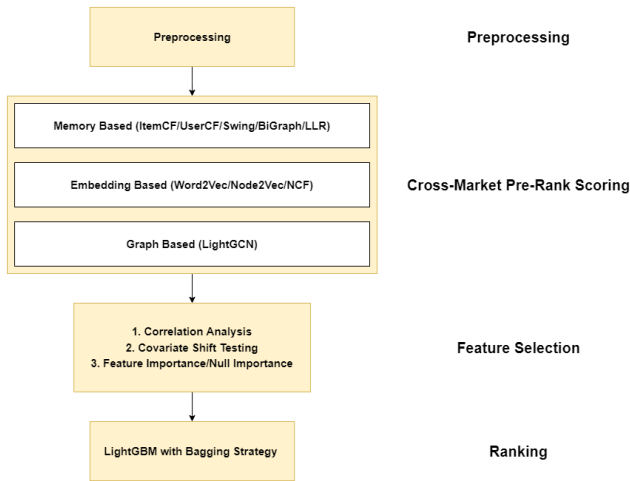 Preprocessing
Preprocessing
Memory Based (ItemCF/UserCF/Swing/BiGraph/LLR)
Embedding Based (Word2Vec/Node2Vec/NCF)
Cross-Market Pre-Rank Scoring
Graph Based (LightGCN)
1. Correlation Analysis
2. Covariate Shift Testing
3. Feature Importance/Null Importance
Feature Selection
LightGBM with Bagging Strategy
Ranking